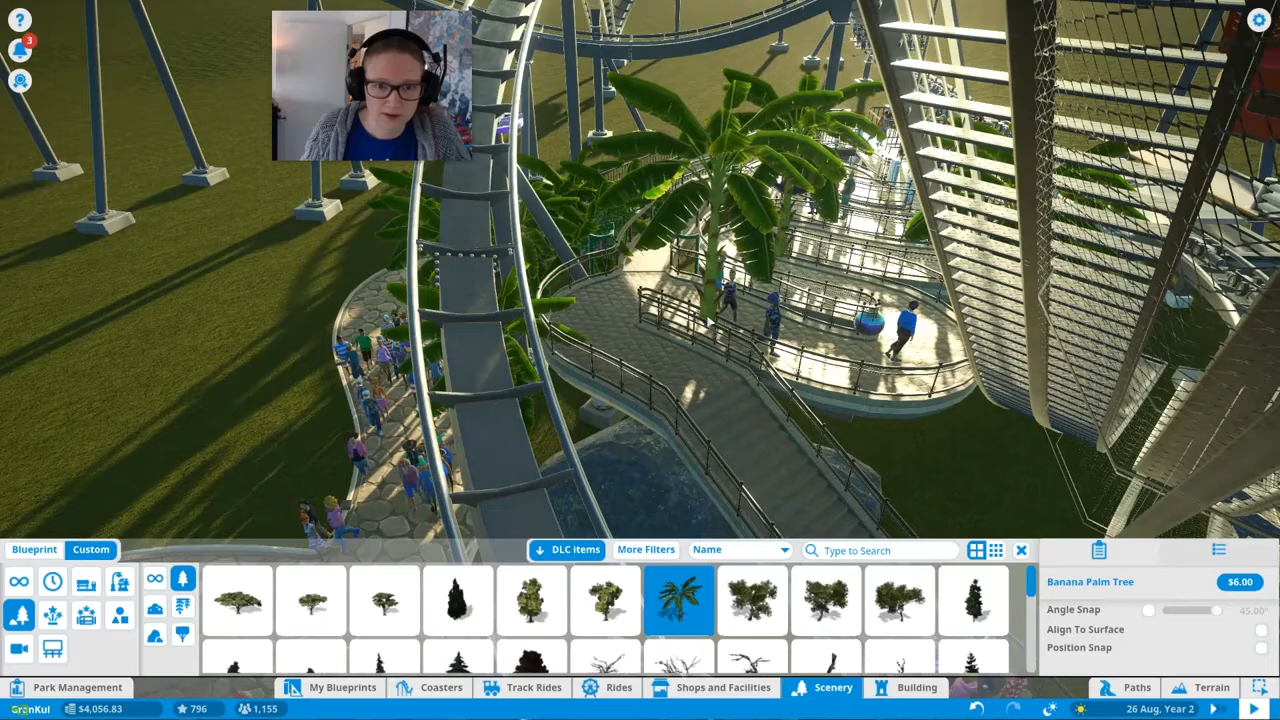 ?
3
Blueprint
Custom
DLC items
More Filters
Name
Type to Search
Banana Palm Tree
$6.00
Angle Snap
45.00°
Align To Surface
Position Snap
Park Management
My Blueprints
Coasters
Track Rides
Rides
Shops and Facilities
Scenery
Building
Paths
Terrain
GrönKul
$4,056.83
796
1,155
26 Aug, Year 2